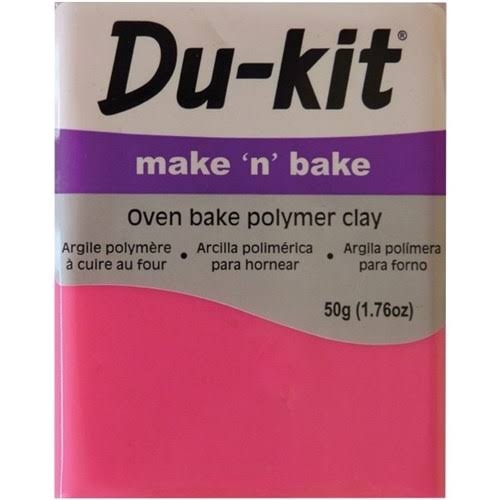 Du-kit®
make 'n' bake
Oven bake polymer clay
Argile polymère
à cuire au four
•
Arcilla polimérica
para hornear
•
Argila polímera
para forno
50g (1.76oz)